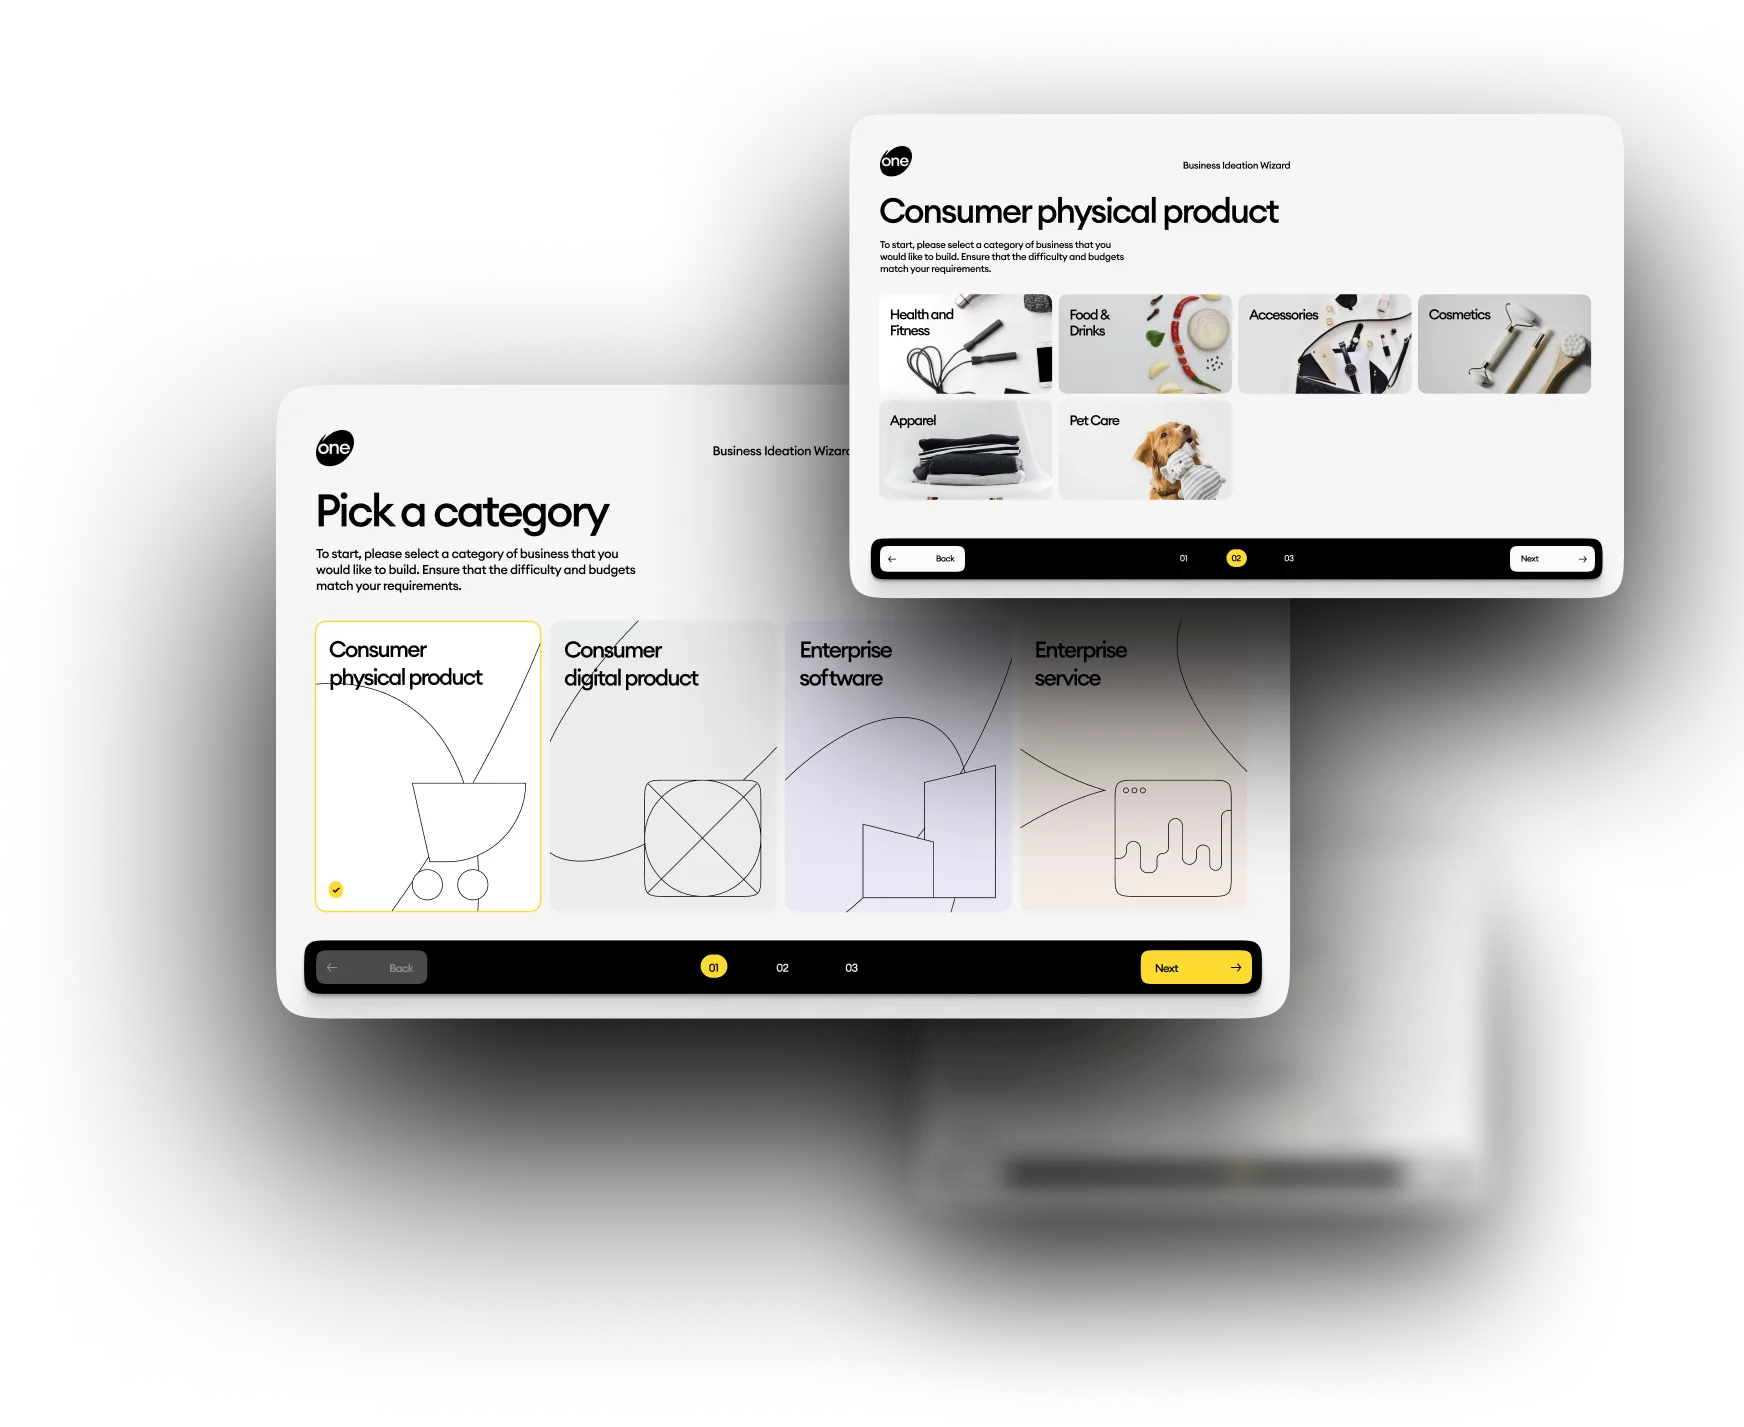 one
Business Ideation Wizard
Consumer physical product
To start, please select a category of business that you
would like to build. Ensure that the difficulty and budgets
match your requirements.
Health and
Fitness
Food &
Drinks
Accessories
Cosmetics
Apparel
Pet Care
Back
01
02
03
Next
one
Business Ideation Wizard
Pick a category
To start, please select a category of business that you
would like to build. Ensure that the difficulty and budgets
match your requirements.
Consumer
physical product
Consumer
digital product
Enterprise
software
Enterprise
service
Back
01
02
03
Next